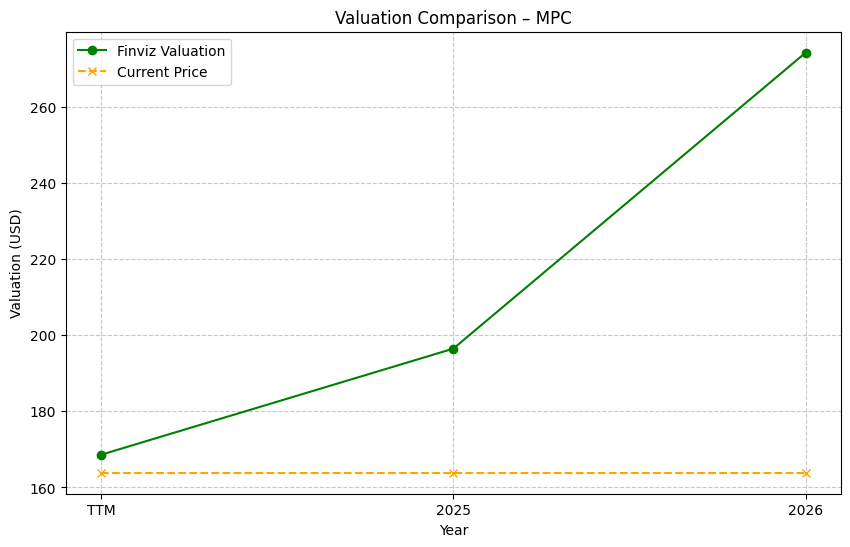 Valuation Comparison – MPC
Finviz Valuation
Current Price
Valuation (USD)
260
240
220
200
180
160
TTM
2025
2026
Year